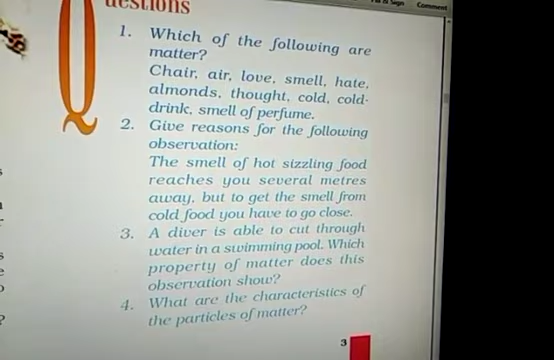 uestions
Sign
Comment
1. Which of the following are
matter?
Chair, air, love, smell, hate,
almonds, thought, cold, cold-
drink, smell of perfume.
2. Give reasons for the following
observation:
The smell of hot sizzling food
reaches you several metres
away, but to get the smell from
cold food you have to go close.
3. A diver is able to cut through
water in a swimming pool. Which
property of matter does this
observation show?
4. What are the characteristics of
the particles of matter?
3